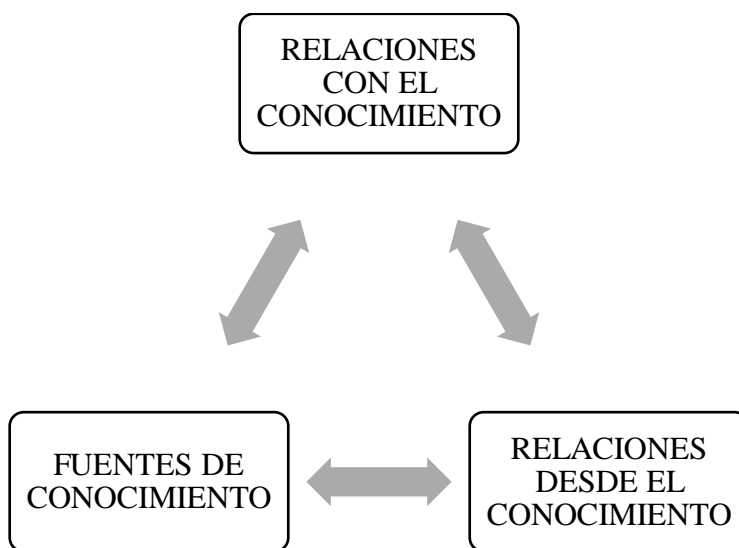 RELACIONES
CON EL
CONOCIMIENTO
FUENTES DE
CONOCIMIENTO
RELACIONES
DESDE EL
CONOCIMIENTO